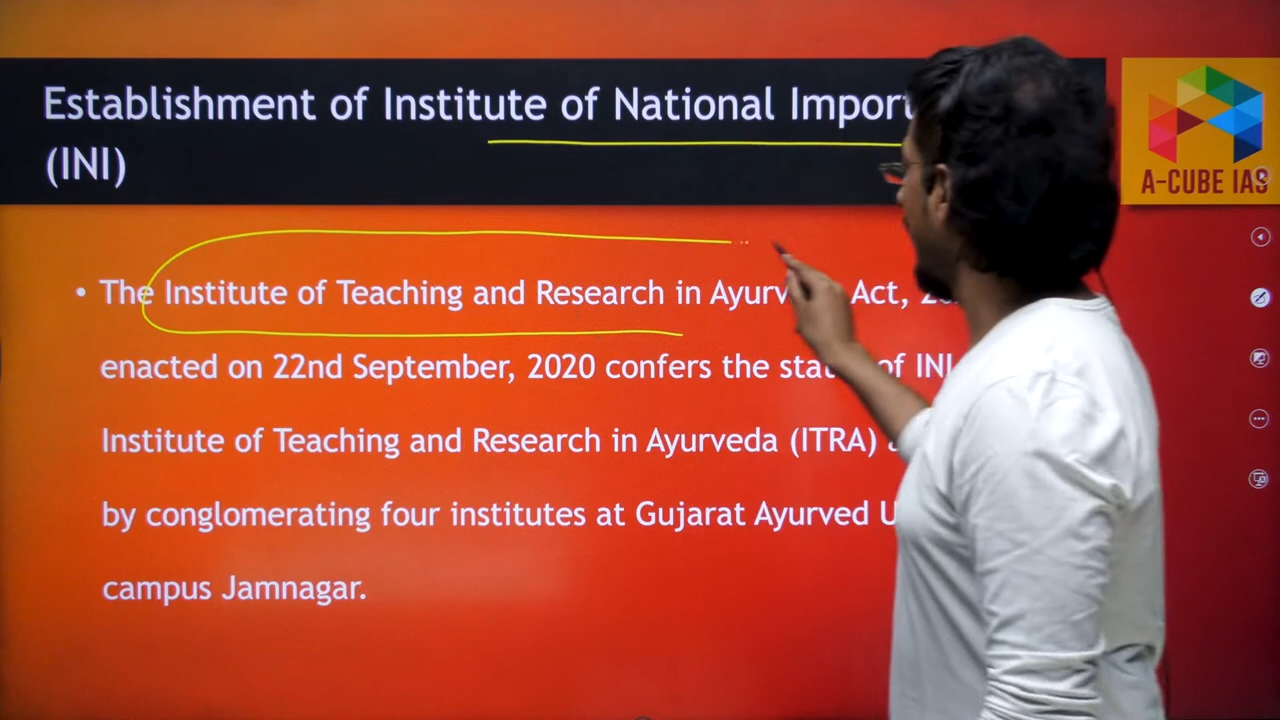 Establishment of Institute of National Import
(INI)
A-CUBE IAS
• The Institute of Teaching and Research in Act,
enacted on 22nd September, 2020 confers the of INI
Institute of Teaching and Research in Ayurveda (ITRA)
by conglomerating four institutes at Gujarat Ayurved U
campus Jamnagar.